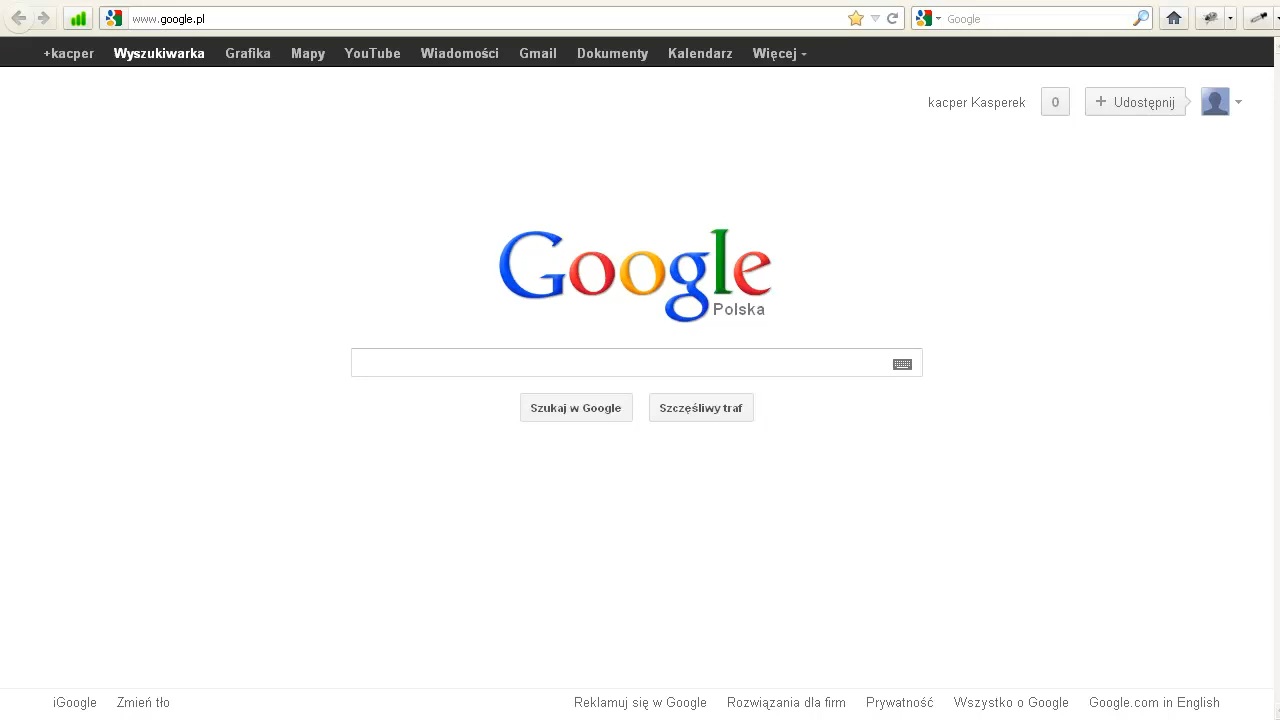 www.google.pl
Google
+kacper Wyszukiwarka Grafika Mapy YouTube Wiadomości Gmail Dokumenty Kalendarz Więcej
kacper Kasperek 0 + Udostępnij
Google
Polska
Szukaj w Google Szczęśliwy traf
iGoogle Zmień tło Reklamuj się w Google Rozwiązania dla firm Prywatność Wszystko o Google Google.com in English